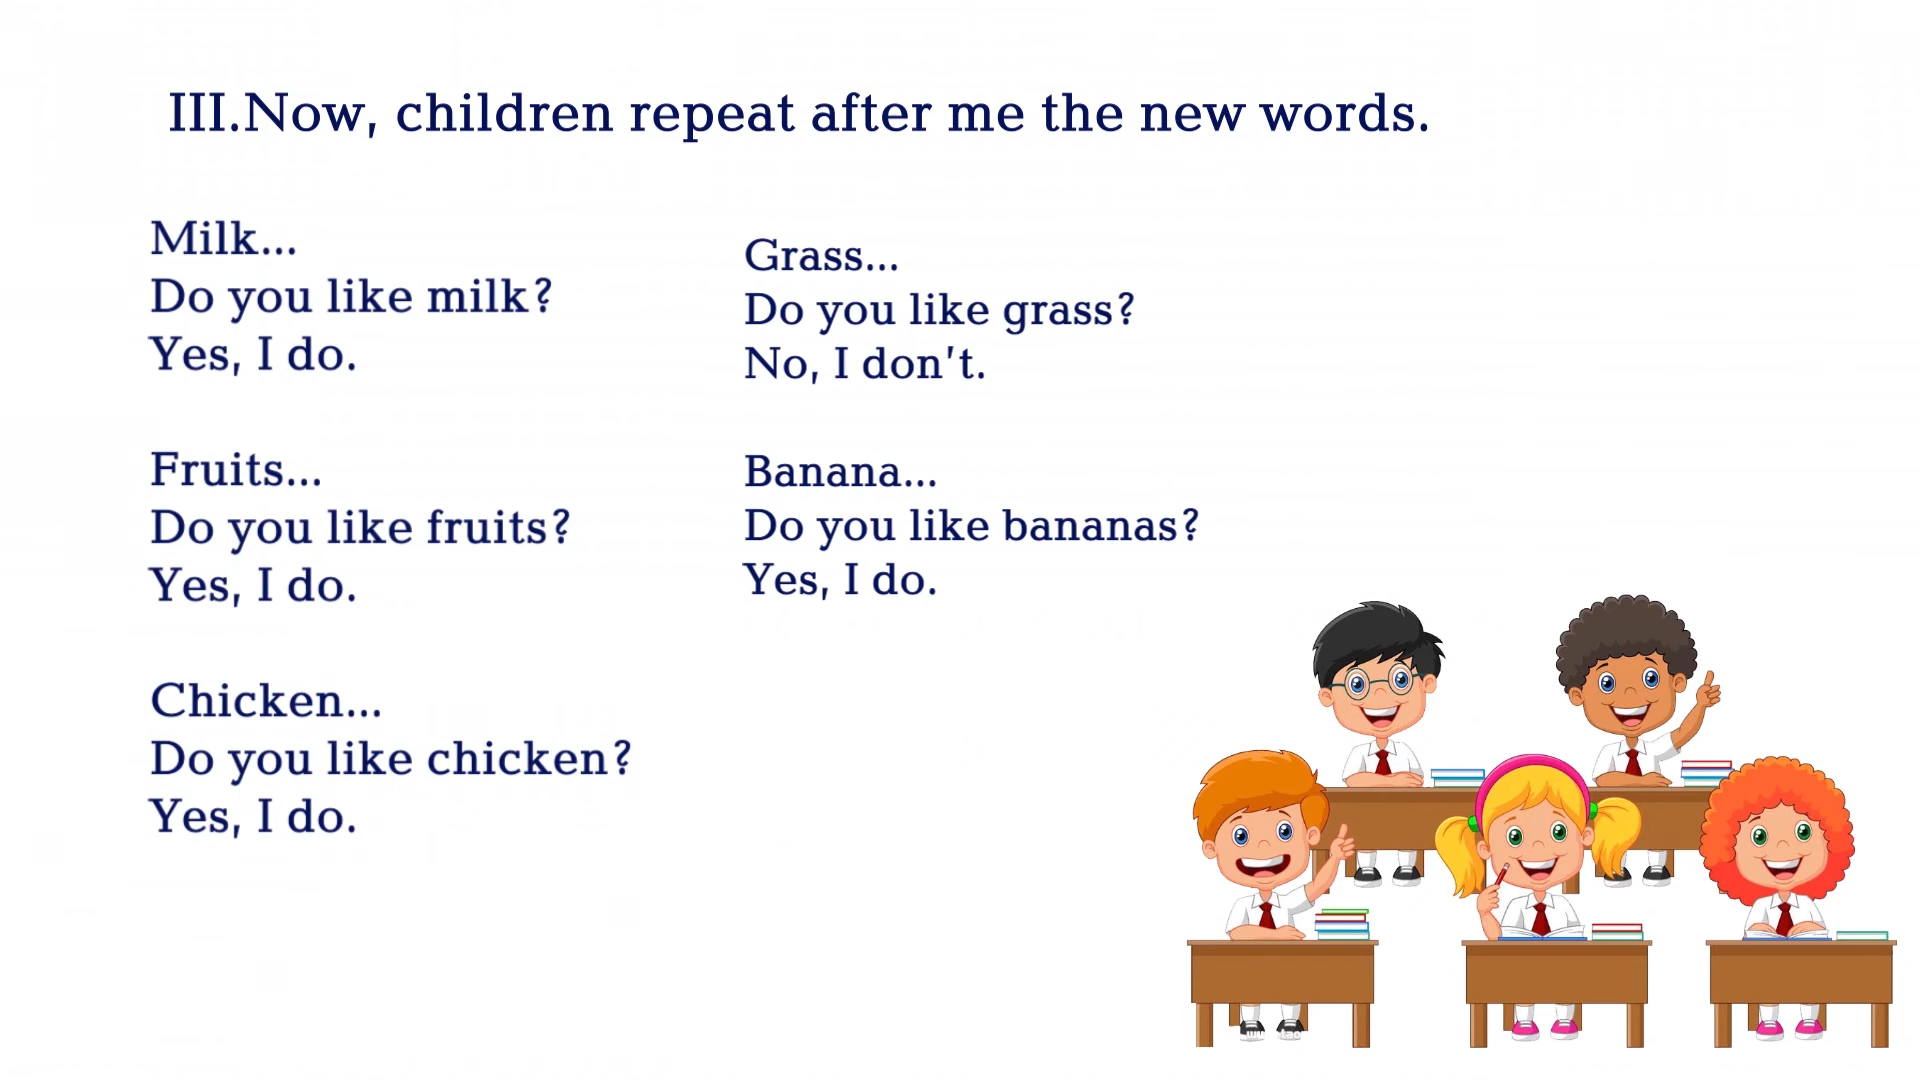 III.Now, children repeat after me the new words.
Milk...
Do you like milk?
Yes, I do.
Fruits...
Do you like fruits?
Yes, I do.
Chicken...
Do you like chicken?
Yes, I do.
Grass...
Do you like grass?
No, I don't.
Banana...
Do you like bananas?
Yes, I do.